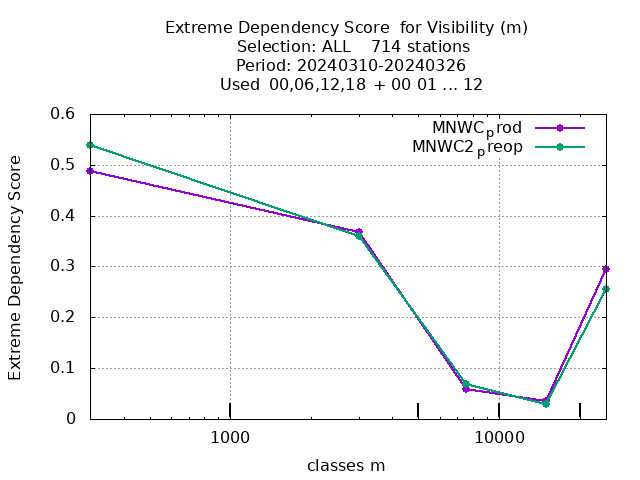 Extreme Dependency Score  for Visibility (m)
Selection: ALL    714 stations
Period: 20240310-20240326
Used 00,06,12,18 + 00 01 ... 12
MNWC_prod
MNWC2_preop
Extreme Dependency Score
0.6
0.5
0.4
0.3
0.2
0.1
0
1000
10000
classes m